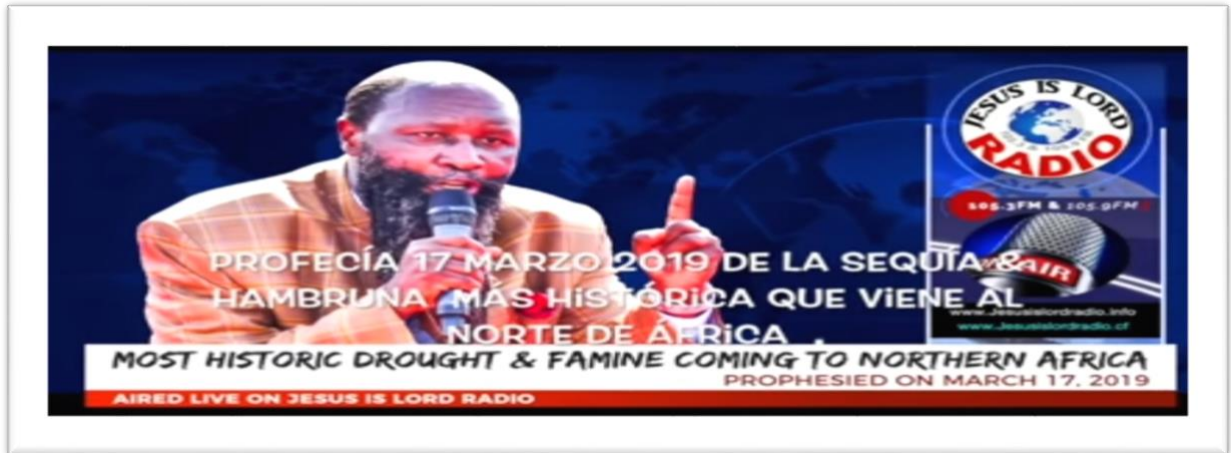 JESUS IS LORD
RADIO
105.3FM & 105.9FM
AIR
www.Jesusislordradio.info
www.Jesusislordradio.cf
PROFECÍA 17 MARZO 2019 DE LA SEQUÍA &
HAMBRUNA MÁS HiSTÓRiCA QUE ViENE AL
NORTE DE ÁFRiCA .
MOST HISTORIC DROUGHT & FAMINE COMING TO NORTHERN AFRICA
PROPHESIED ON MARCH 17, 2019
AIRED LIVE ON JESUS IS LORD RADIO